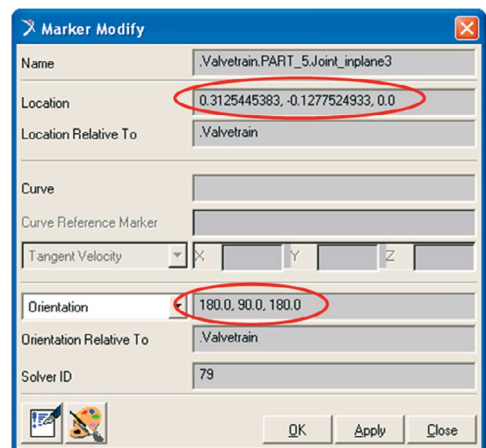 Marker Modify
Name .Valvetrain.PART_5.Joint_inplane3
Location 0.3125445383, -0.1277524933, 0.0
Location Relative To .Valvetrain
Curve
Curve Reference Marker
Tangent Velocity X Y Z
Orientation 180.0, 90.0, 180.0
Orientation Relative To .Valvetrain
Solver ID 79
OK Apply Close